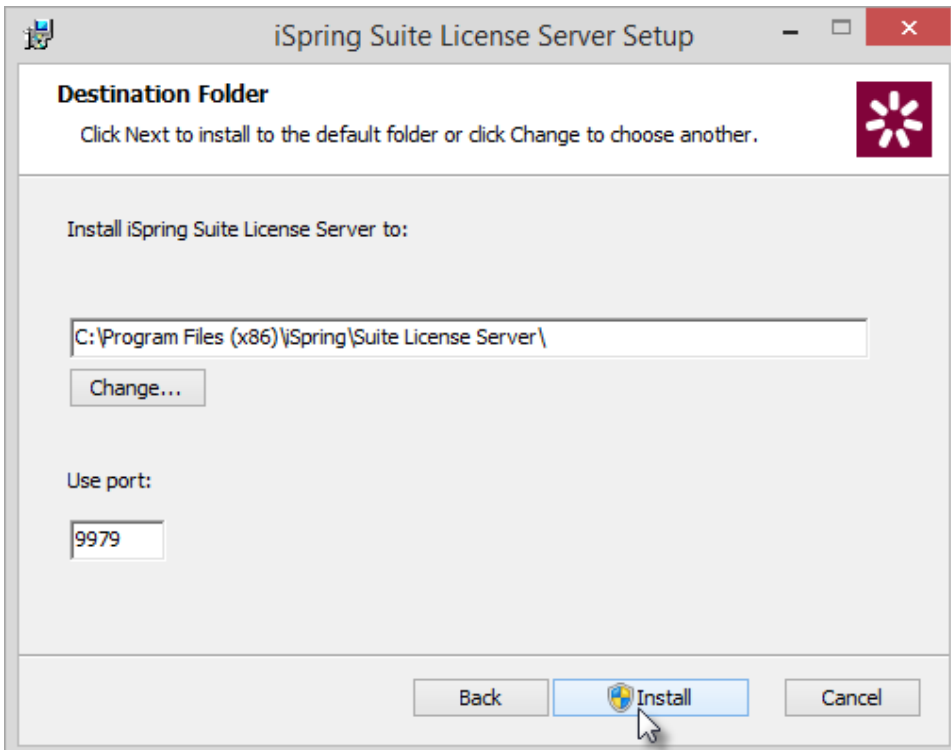 iSpring Suite License Server Setup
Destination Folder
Click Next to install to the default folder or click Change to choose another.
Install iSpring Suite License Server to:
C:\Program Files (x86)\iSpring\Suite License Server\
Change...
Use port:
9979
Back Install Cancel